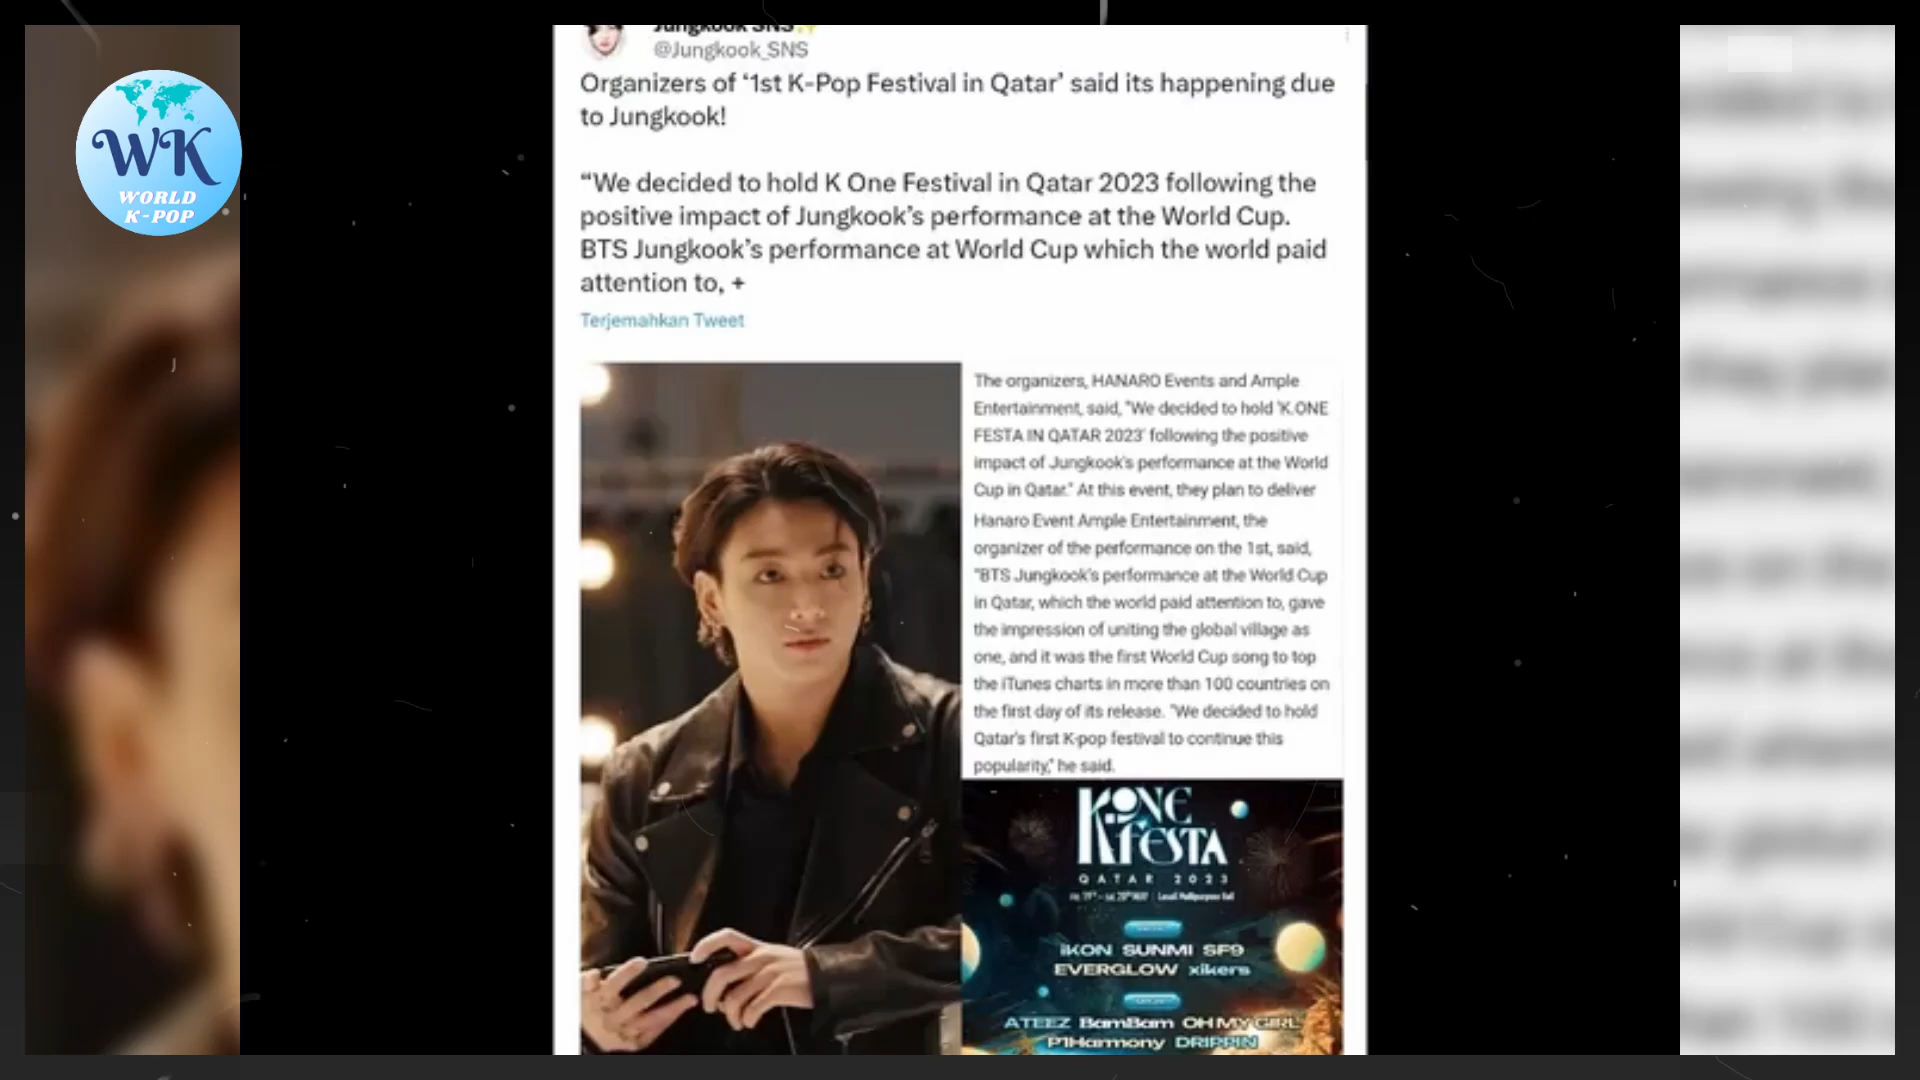 WK
WORLD
K-POP
Jungkook SNS
@Jungkook_SNS
Organizers of ‘1st K-Pop Festival in Qatar’ said its happening due
to Jungkook!
“We decided to hold K One Festival in Qatar 2023 following the
positive impact of Jungkook’s performance at the World Cup.
BTS Jungkook’s performance at World Cup which the world paid
attention to, +
Terjemahkan Tweet
The organizers, HANARO Events and Ample
Entertainment, said, "We decided to hold 'K.ONE
FESTA IN QATAR 2023' following the positive
impact of Jungkook's performance at the World
Cup in Qatar." At this event, they plan to deliver
Hanaro Event Ample Entertainment, the
organizer of the performance on the 1st, said,
"BTS Jungkook's performance at the World Cup
in Qatar, which the world paid attention to, gave
the impression of uniting the global village as
one, and it was the first World Cup song to top
the iTunes charts in more than 100 countries on
the first day of its release. "We decided to hold
Qatar's first K-pop festival to continue this
popularity," he said.
K.ONE
FESTA
QATAR 2023
iKON SUNMI SF9
EVERGLOW xikers
ATEEZ BamBam OH MY GIRL
P1Harmony DRIPPIN